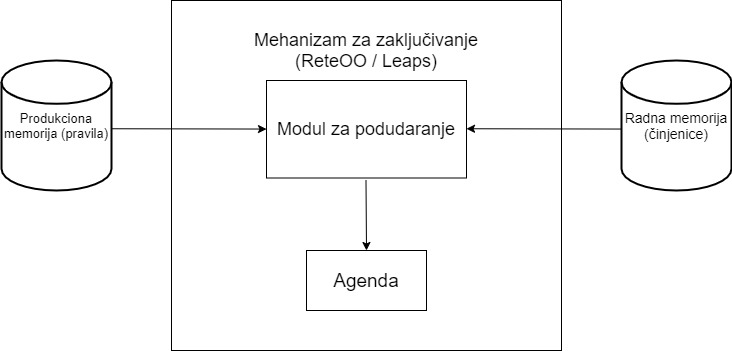 Mehanizam za zaključivanje
(ReteOO / Leaps)
Produkciona
memorija (pravila)
Modul za podudaranje
Radna memorija
(činjenice)
Agenda